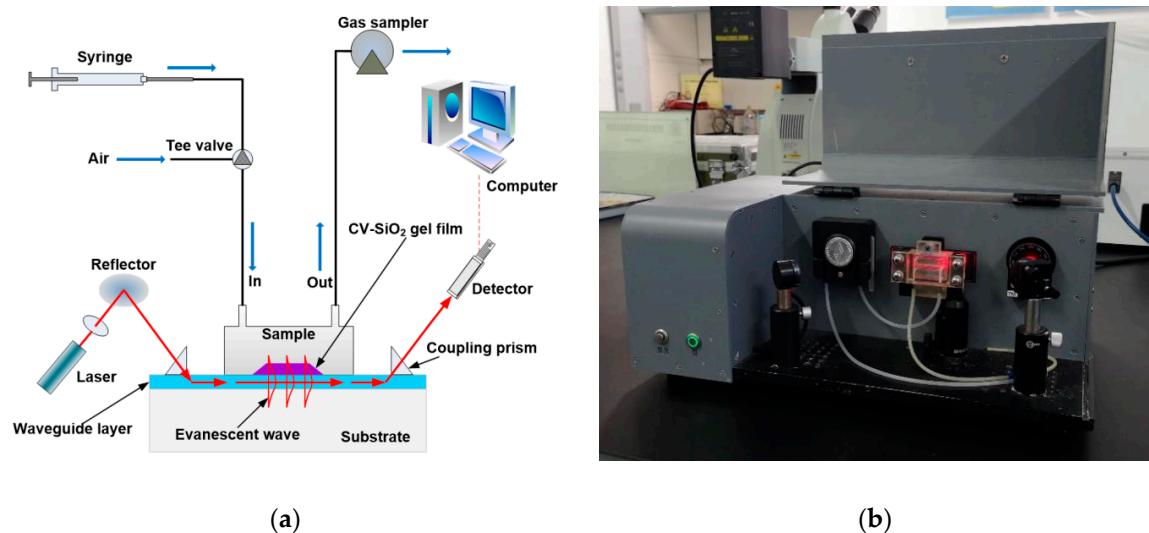 Gas sampler
Syringe
Tee valve
Air
Computer
CV-SiO₂ gel film
Reflector
In
Out
Detector
Sample
Coupling prism
Laser
Waveguide layer
Evanescent wave
Substrate
(a)
(b)